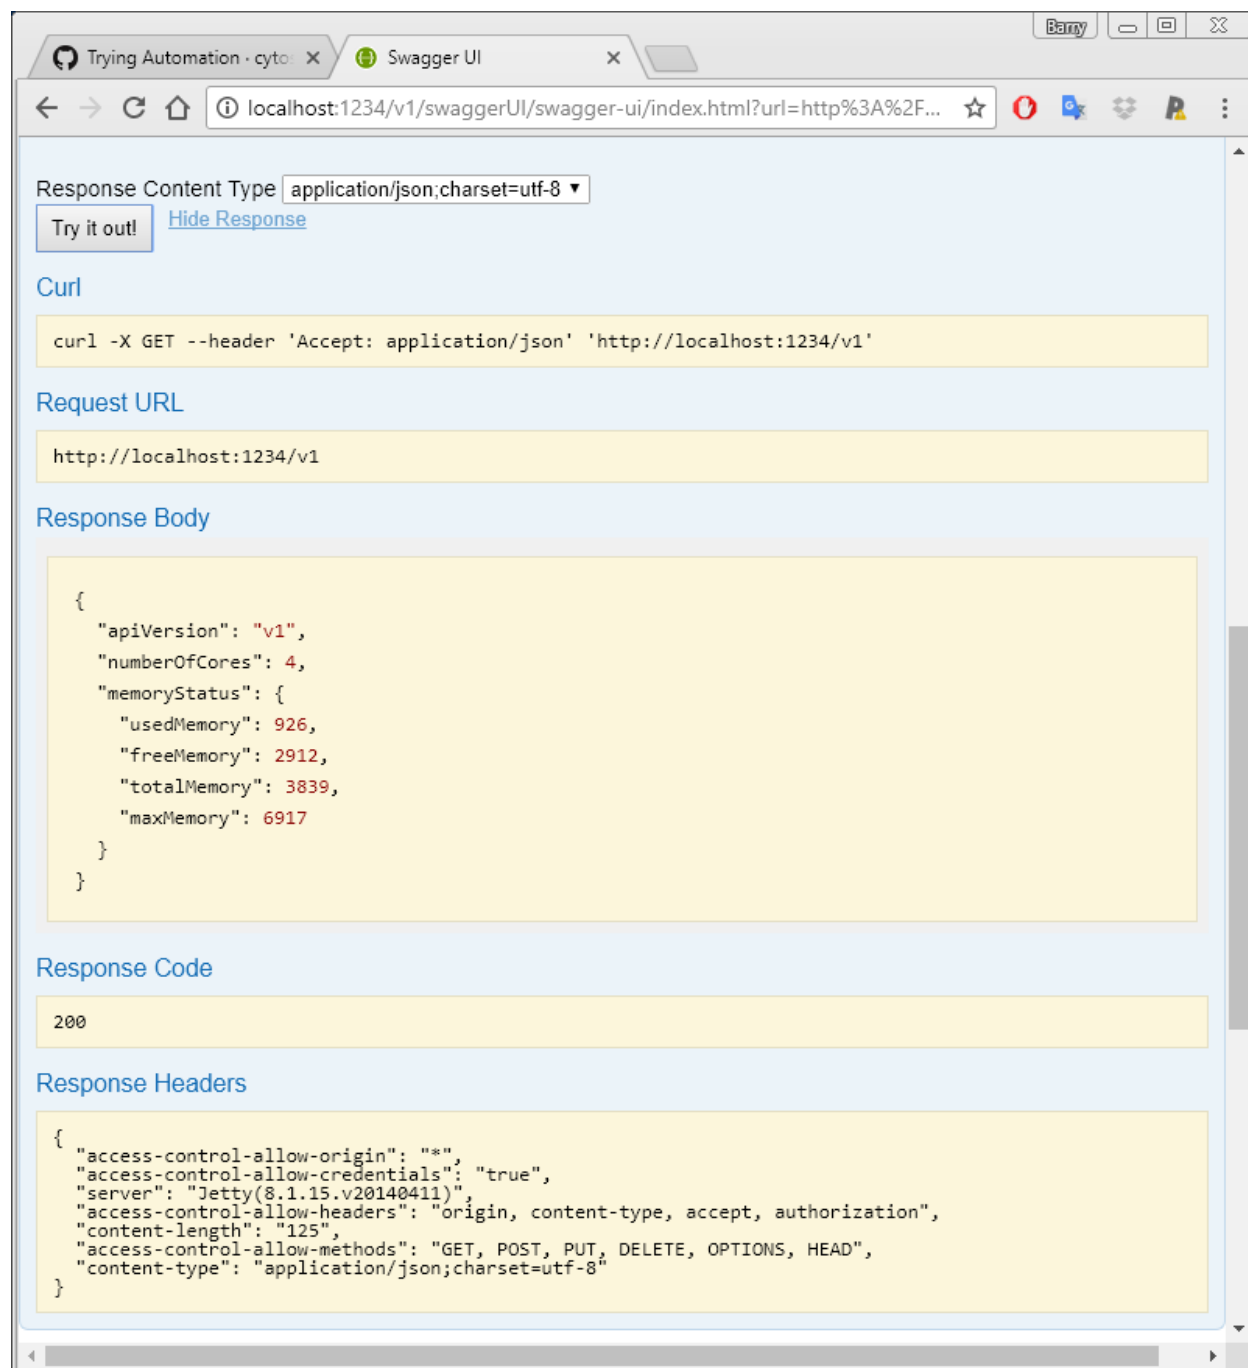 Barry
Trying Automation · cyto
Swagger UI
localhost:1234/v1/swaggerUI/swagger-ui/index.html?url=http%3A%2F...
Response Content Type application/json;charset=utf-8
Try it out! Hide Response
Curl
curl -X GET --header 'Accept: application/json' 'http://localhost:1234/v1'
Request URL
http://localhost:1234/v1
Response Body
{
  "apiVersion": "v1",
  "numberOfCores": 4,
  "memoryStatus": {
    "usedMemory": 926,
    "freeMemory": 2912,
    "totalMemory": 3839,
    "maxMemory": 6917
  }
}
Response Code
200
Response Headers
{
  "access-control-allow-origin": "*",
  "access-control-allow-credentials": "true",
  "server": "Jetty(8.1.15.v20140411)",
  "access-control-allow-headers": "origin, content-type, accept, authorization",
  "content-length": "125",
  "access-control-allow-methods": "GET, POST, PUT, DELETE, OPTIONS, HEAD",
  "content-type": "application/json;charset=utf-8"
}